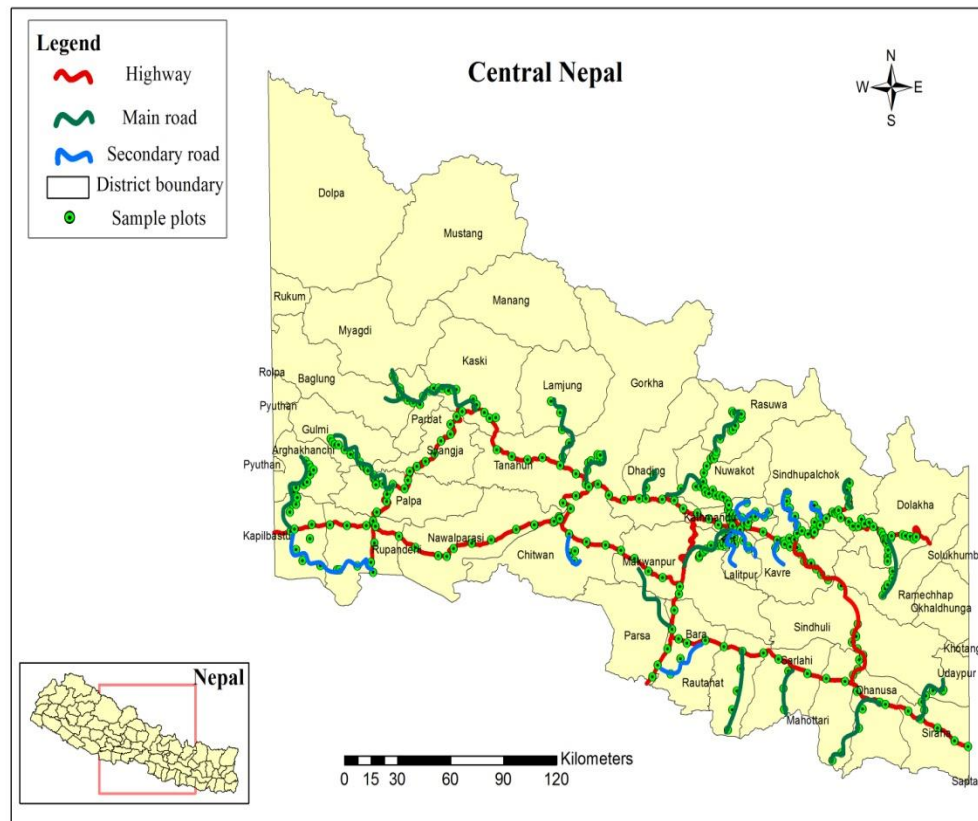 Legend
Highway
Main road
Secondary road
District boundary
Sample plots
Central Nepal
N
W E
S
Dolpa
Mustang
Rukum
Manang
Myagdi
Kaski
Rolpa
Baglung
Lamjung
Gorkha
Pyuthan
Rasuwa
Parbat
Gulmi
Arghakhanchi
Syangja
Pyuthan
Tanahun
Dhading
Nuwakot
Sindhupalchok
Palpa
Dolakha
Kathmandu
Kapilbastu
Nawalparasi
Rupandehi
Chitwan
Solukhumb
Makwanpur
Lalitpur
Kavre
Ramechhap
Okhaldhunga
Sindhuli
Parsa
Bara
Khotang
Sarlahi
Udaypur
Rautahat
Dhanusa
Mahottari
Siraha
Sapta
Nepal
Kilometers
0 15 30 60 90 120